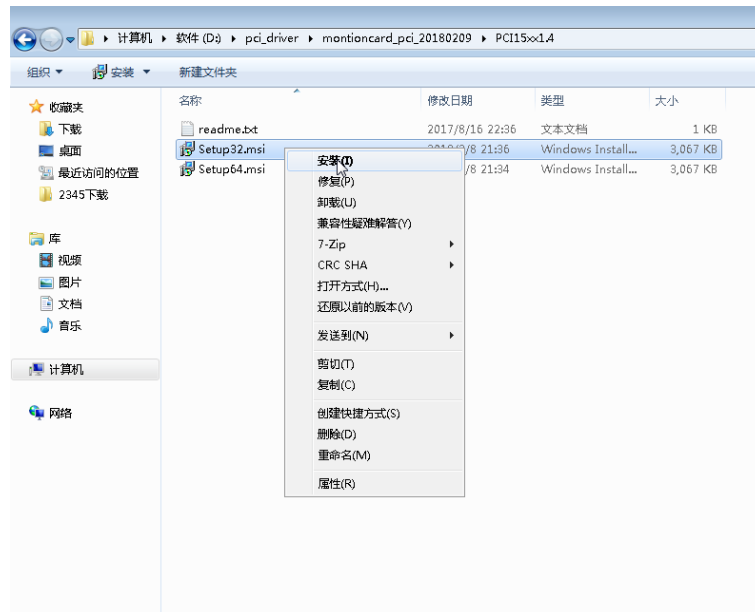 计算机 ▸ 软件 (D:) ▸ pci_driver ▸ montioncard_pci_20180209 ▸ PCI15xx1.4
组织 安装 新建文件夹
名称 修改日期 类型 大小
收藏夹
下载
桌面
最近访问的位置
2345下载
库
视频
图片
文档
音乐
计算机
网络
readme.txt 2017/8/16 22:36 文本文档 1 KB
Setup32.msi /8 21:36 Windows Install... 3,067 KB
Setup64.msi /8 21:34 Windows Install... 3,067 KB
安装(I)
修复(P)
卸载(U)
兼容性疑难解答(Y)
7-Zip
CRC SHA
打开方式(H)...
还原以前的版本(V)
发送到(N)
剪切(T)
复制(C)
创建快捷方式(S)
删除(D)
重命名(M)
属性(R)